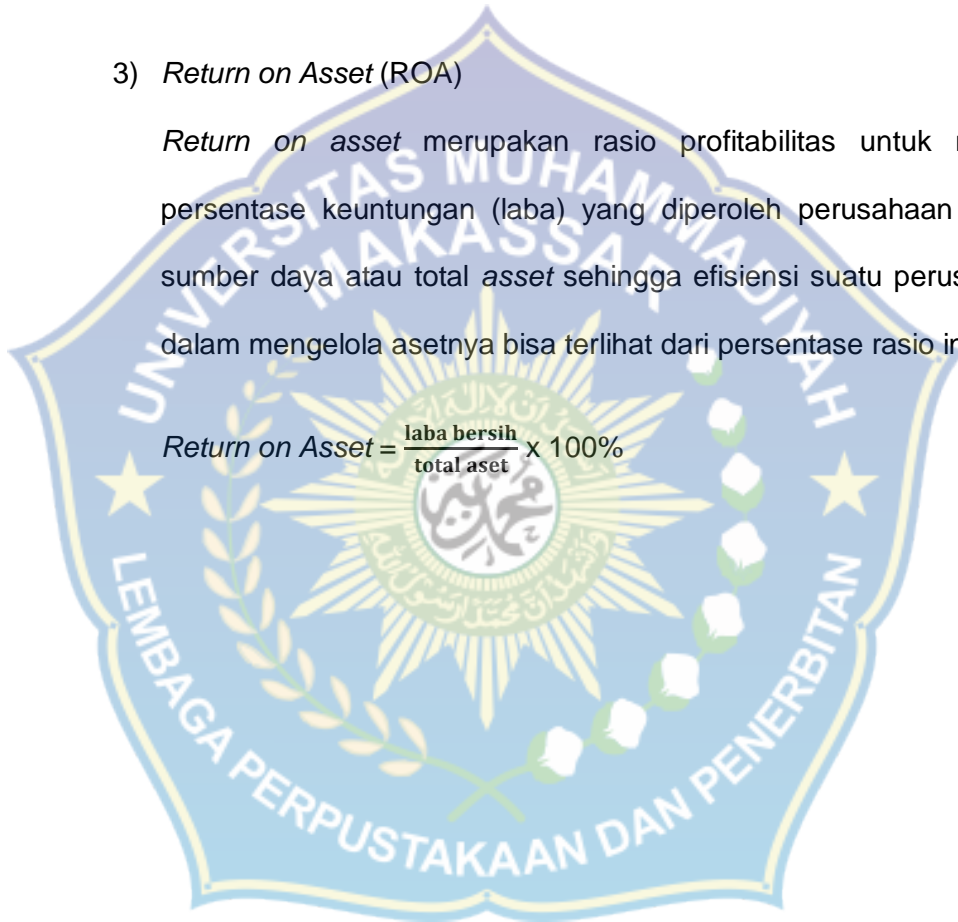 3) Return on Asset (ROA)
Return on asset merupakan rasio profitabilitas untuk
persentase keuntungan (laba) yang diperoleh perusahaan
sumber daya atau total asset sehingga efisiensi suatu
dalam mengelola asetnya bisa terlihat dari persentase rasio
Return on Asset = laba bersih / total aset x 100%
UNIVERSITAS MUHAMMADIYAH
MAKASSAR
محمد
LEMBAGA PERPUSTAKAAN DAN PENERBITAN